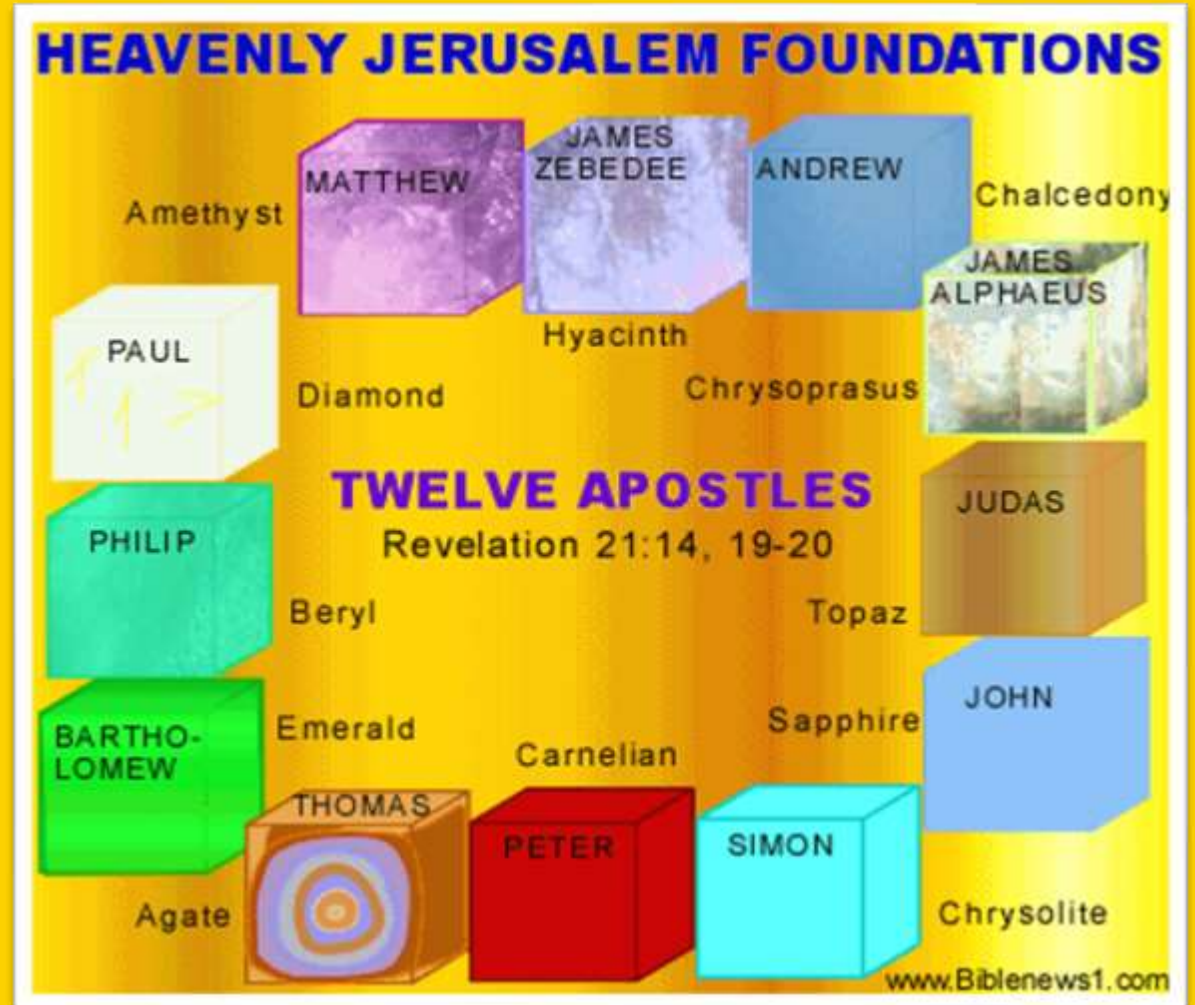 HEAVENLY JERUSALEM FOUNDATIONS
MATTHEW
JAMES
ZEBEDEE
ANDREW
Amethyst
Chalcedony
Hyacinth
JAMES
ALPHAEUS
Chrysoprasus
PAUL
Diamond
TWELVE APOSTLES
Revelation 21:14, 19-20
JUDAS
Topaz
PHILIP
Beryl
JOHN
Sapphire
BARTHO-
LOMEW
Emerald
Carnelian
THOMAS
Agate
PETER
SIMON
Chrysolite
www.Biblenews1.com